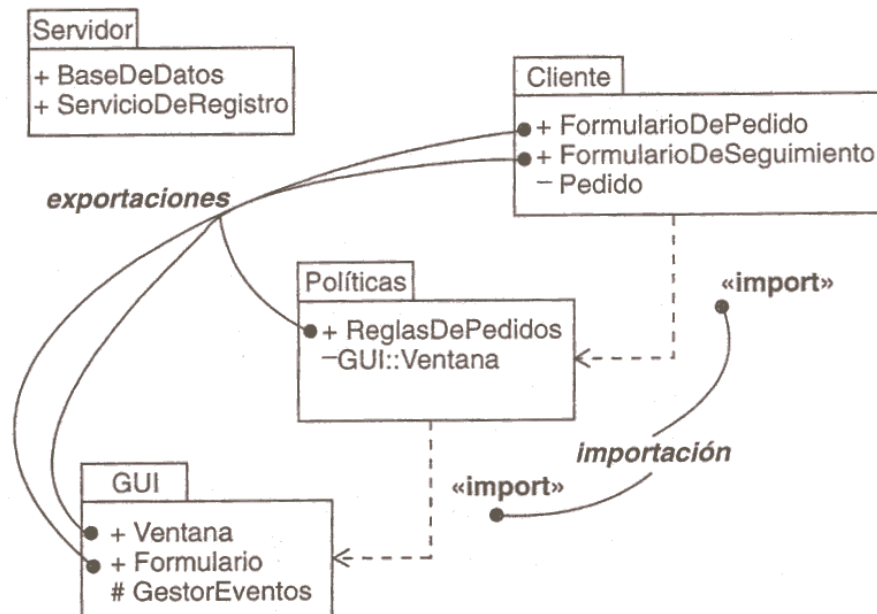 Servidor
+ BaseDeDatos
+ ServicioDeRegistro
Cliente
+ FormularioDePedido
+ FormularioDeSeguimiento
– Pedido
exportaciones
Políticas
+ ReglasDePedidos
–GUI::Ventana
«import»
importación
«import»
GUI
+ Ventana
+ Formulario
# GestorEventos